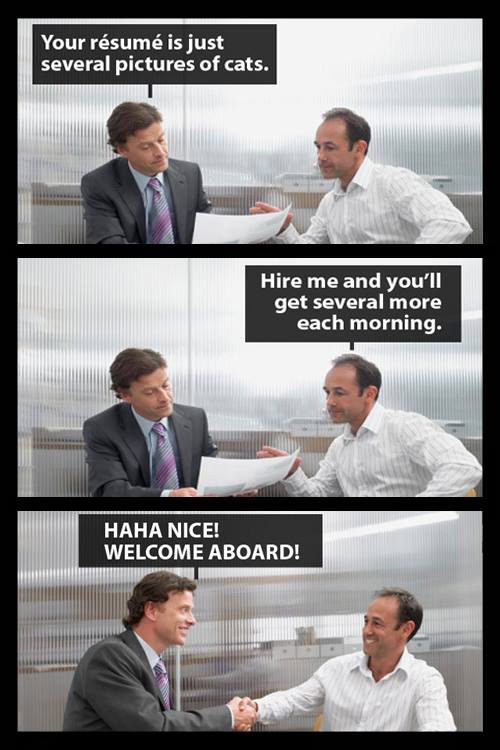 Your résumé is just
several pictures of cats.
Hire me and you'll
get several more
each morning.
HAHA NICE!
WELCOME ABOARD!